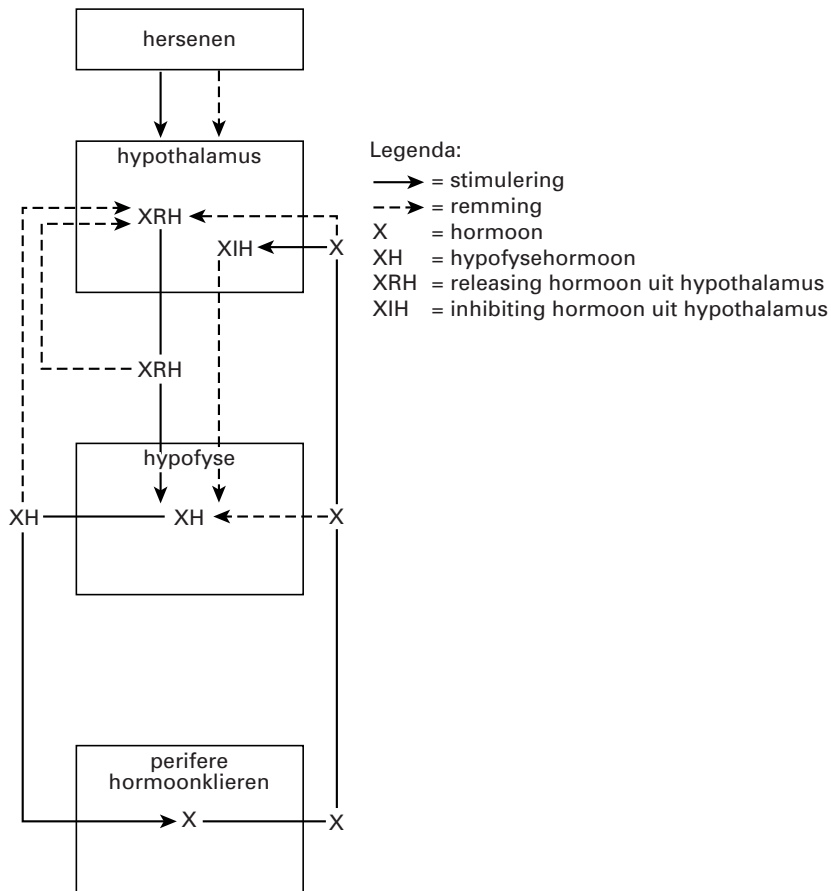 hersenen
hypothalamus
Legenda:
= stimulering
= remming
X = hormoon
XH = hypofysehormoon
XRH = releasing hormoon uit hypothalamus
XIH = inhibiting hormoon uit hypothalamus
XRH
XIH X
XRH
hypofyse
XH XH X
perifere
hormoonklieren
X X